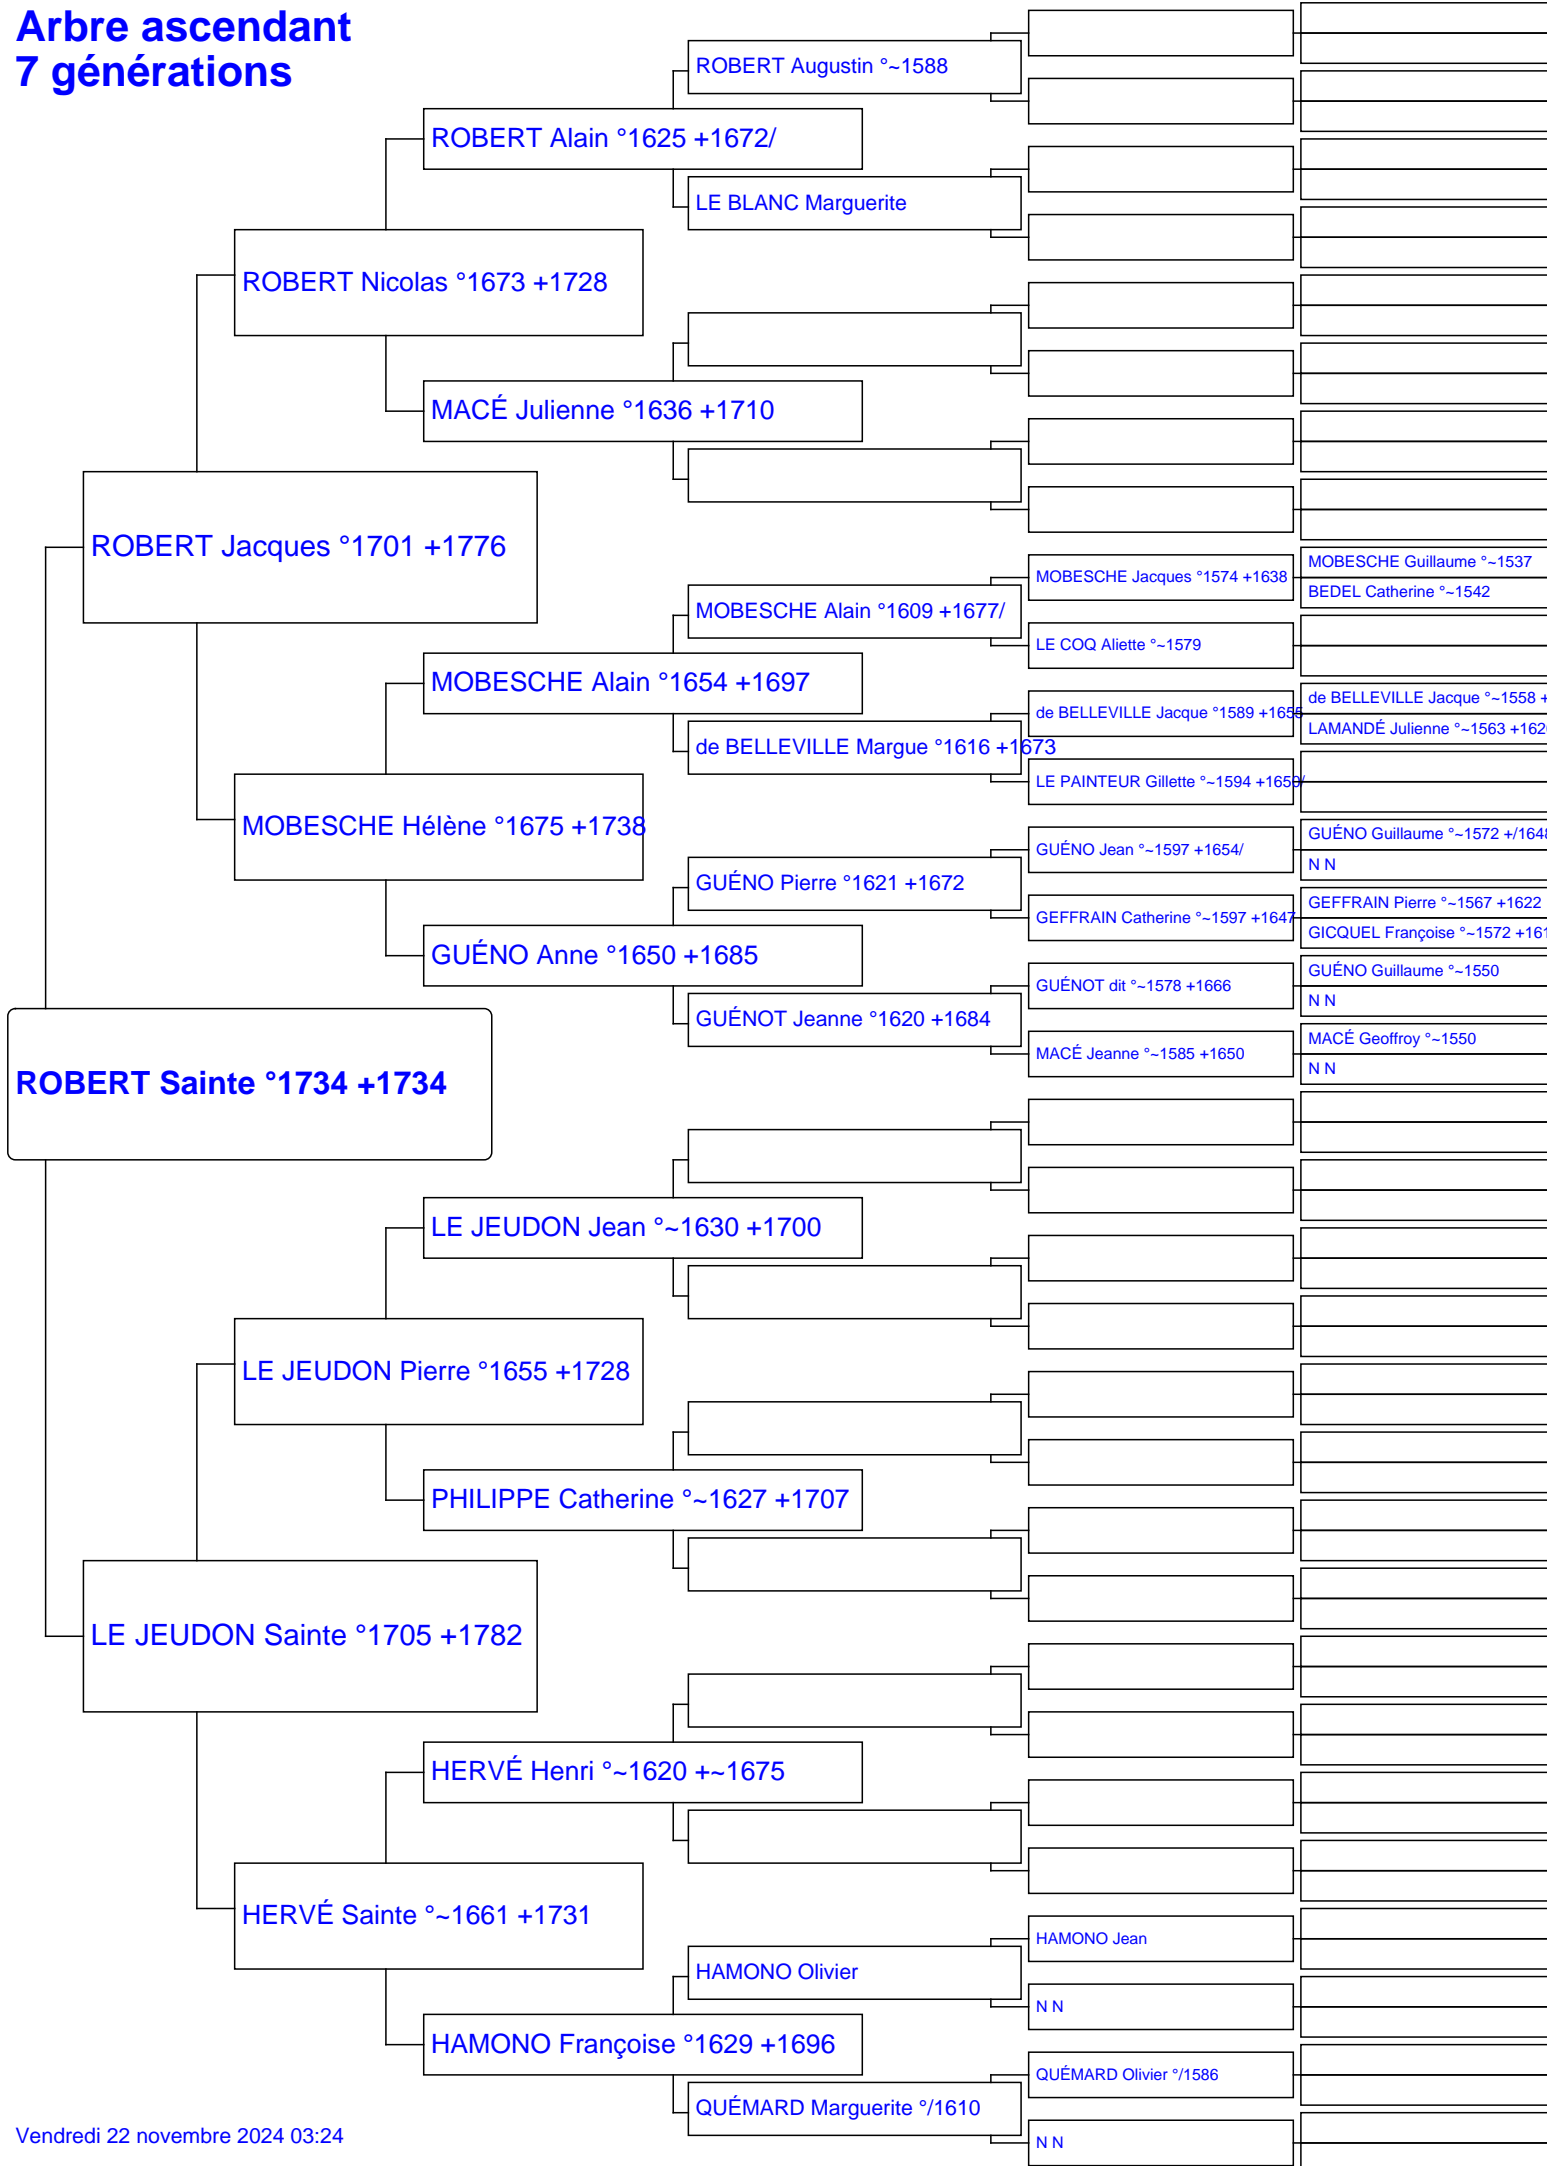 Arbre ascendant
7 générations
ROBERT Augustin °~1588
ROBERT Alain °1625 +1672/
LE BLANC Marguerite
ROBERT Nicolas °1673 +1728
MACÉ Julienne °1636 +1710
ROBERT Jacques °1701 +1776
MOBESCHE Guillaume °~1537
MOBESCHE Jacques °1574 +1638
BEDEL Catherine °~1542
MOBESCHE Alain °1609 +1677/
LE COQ Aliette °~1579
MOBESCHE Alain °1654 +1697
de BELLEVILLE Jacque °~1558 +
de BELLEVILLE Jacque °1589 +1655
LAMANDÉ Julienne °~1563 +162
de BELLEVILLE Margue °1616 +1673
LE PAINTEUR Gillette °~1594 +1650/
MOBESCHE Hélène °1675 +1738
GUÉNO Guillaume °~1572 +/1648
GUÉNO Jean °~1597 +1654/
N N
GUÉNO Pierre °1621 +1672
GEFFRAIN Pierre °~1567 +1622
GEFFRAIN Catherine °~1597 +1647
GICQUEL Françoise °~1572 +161
GUÉNO Anne °1650 +1685
GUÉNO Guillaume °~1550
GUÉNOT dit °~1578 +1666
N N
GUÉNOT Jeanne °1620 +1684
MACÉ Geoffroy °~1550
MACÉ Jeanne °~1585 +1650
N N
ROBERT Sainte °1734 +1734
LE JEUDON Jean °~1630 +1700
LE JEUDON Pierre °1655 +1728
PHILIPPE Catherine °~1627 +1707
LE JEUDON Sainte °1705 +1782
HERVÉ Henri °~1620 +~1675
HERVÉ Sainte °~1661 +1731
HAMONO Jean
HAMONO Olivier
N N
HAMONO Françoise °1629 +1696
QUÉMARD Olivier °/1586
QUÉMARD Marguerite °/1610
N N
Vendredi 22 novembre 2024 03:24